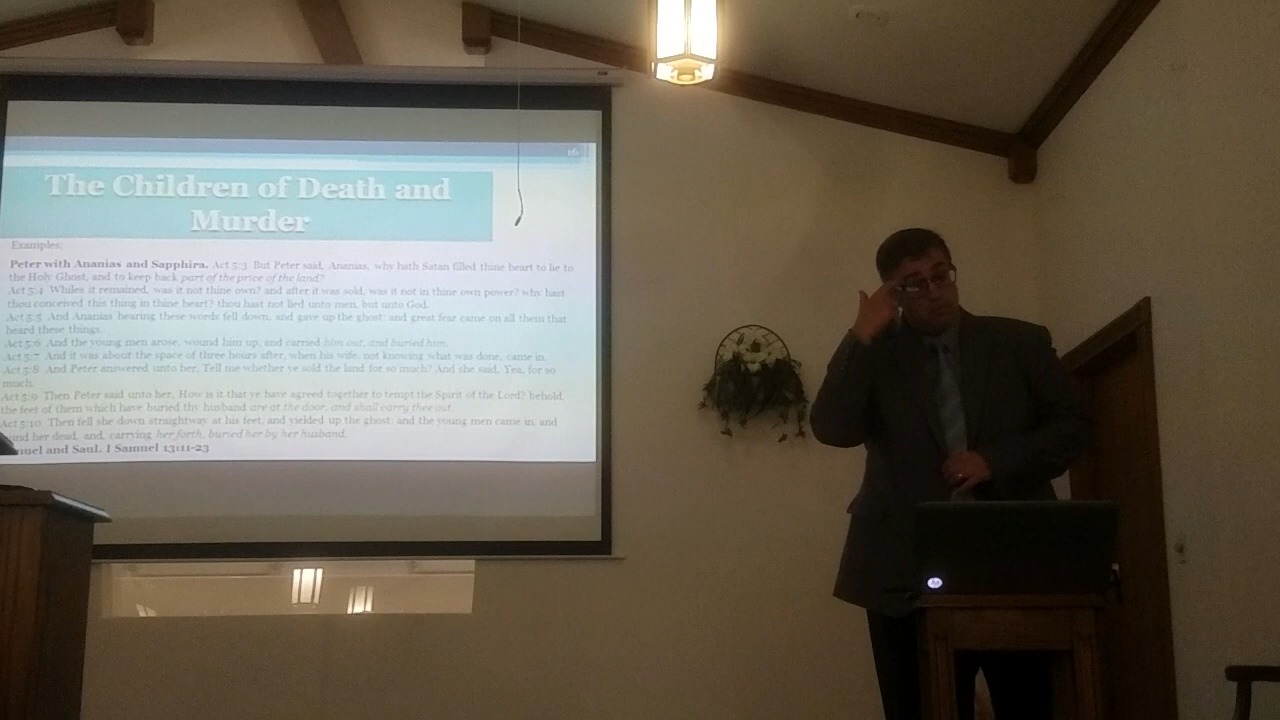 16
The Children of Death and
Murder
Examples:
Peter with Ananias and Sapphira. Act 5:3 But Peter said, Ananias, why hath Satan filled thine heart to lie to
the Holy Ghost, and to keep back part of the price of the land?
Act 5:4 Whiles it remained, was it not thine own? and after it was sold, was it not in thine own power? why hast
thou conceived this thing in thine heart? thou hast not lied unto men, but unto God.
Act 5:5 And Ananias hearing these words fell down, and gave up the ghost: and great fear came on all them that
heard these things.
Act 5:6 And the young men arose, wound him up, and carried him out, and buried him.
Act 5:7 And it was about the space of three hours after, when his wife, not knowing what was done, came in.
Act 5:8 And Peter answered unto her, Tell me whether ye sold the land for so much? And she said, Yea, for so
much.
Act 5:9 Then Peter said unto her, How is it that ye have agreed together to tempt the Spirit of the Lord? behold,
the feet of them which have buried thy husband are at the door, and shall carry thee out.
Act 5:10 Then fell she down straightway at his feet, and yielded up the ghost: and the young men came in, and
und her dead, and, carrying her forth, buried her by her husband.
nuel and Saul. I Samuel 13:11-23
hp